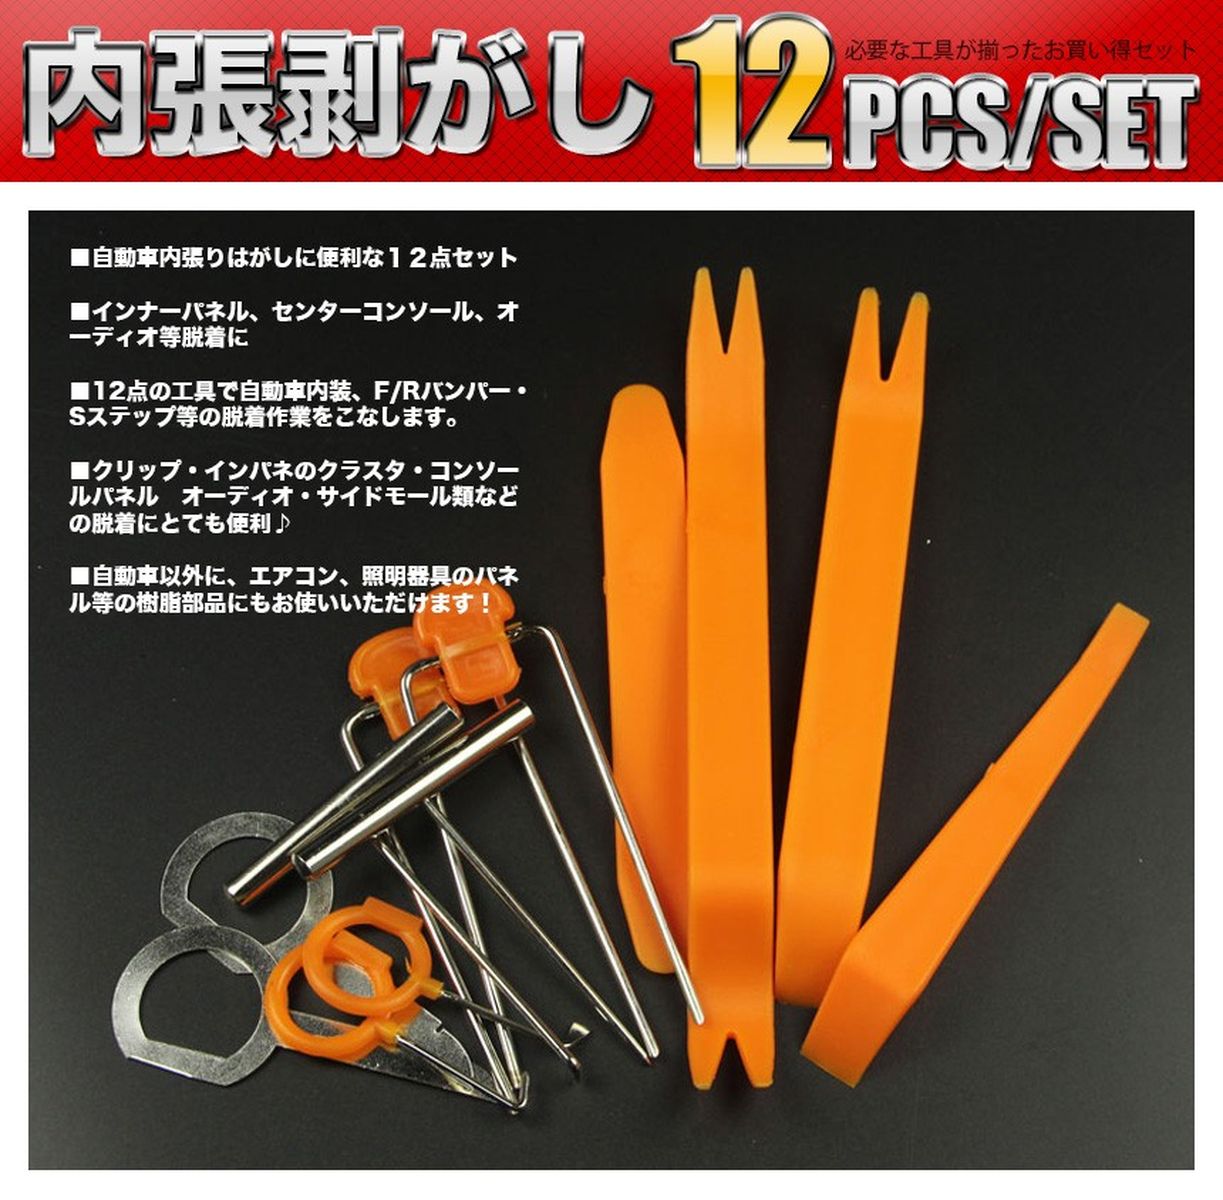 内張剥がし12PCS/SET
必要な工具が揃ったお買い得セット
■自動車内張りはがしに便利な１２点セット
■インナーパネル、センターコンソール、オ
ーディオ等脱着に
■12点の工具で自動車内装、F/Rバンパー・
Sステップ等の脱着作業をこなします。
■クリップ・インパネのクラスタ・コンソー
ルパネル　オーディオ・サイドモール類など
の脱着にとても便利♪
■自動車以外に、エアコン、照明器具のパネ
ル等の樹脂部品にもお使いいただけます！